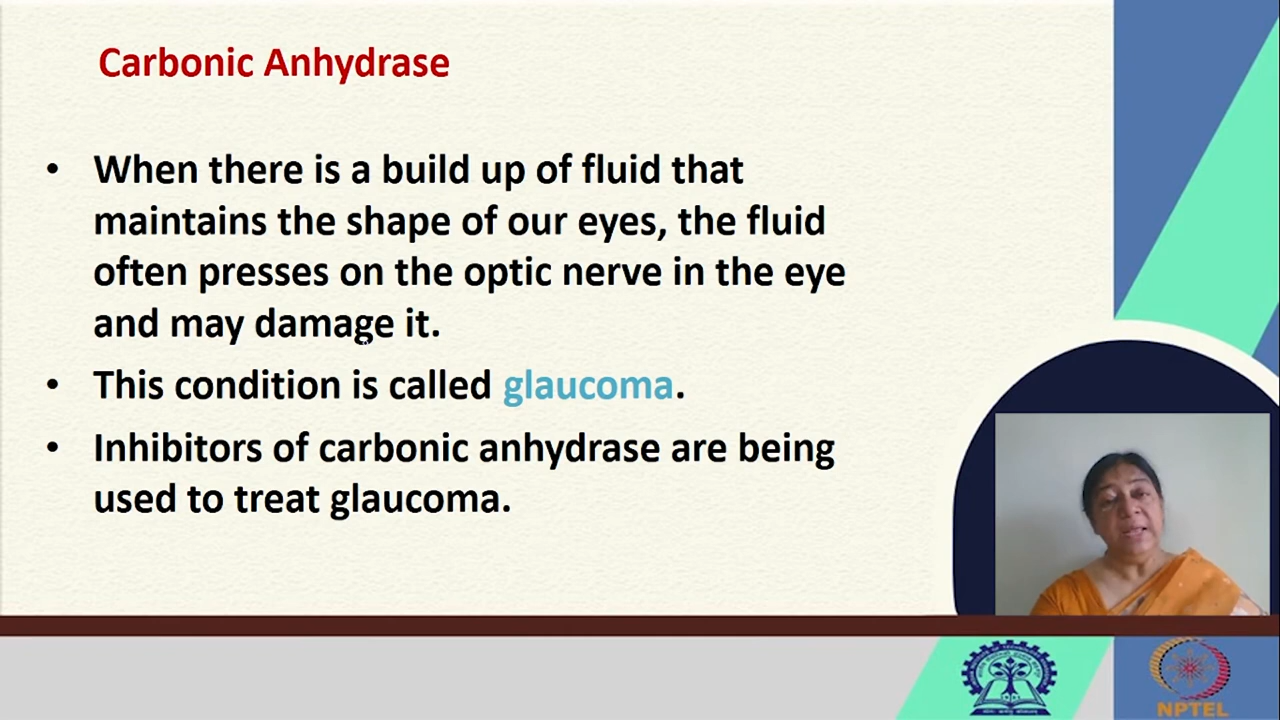 Carbonic Anhydrase
• When there is a build up of fluid that
maintains the shape of our eyes, the fluid
often presses on the optic nerve in the eye
and may damage it.
• This condition is called glaucoma.
• Inhibitors of carbonic anhydrase are being
used to treat glaucoma.
NPTEL